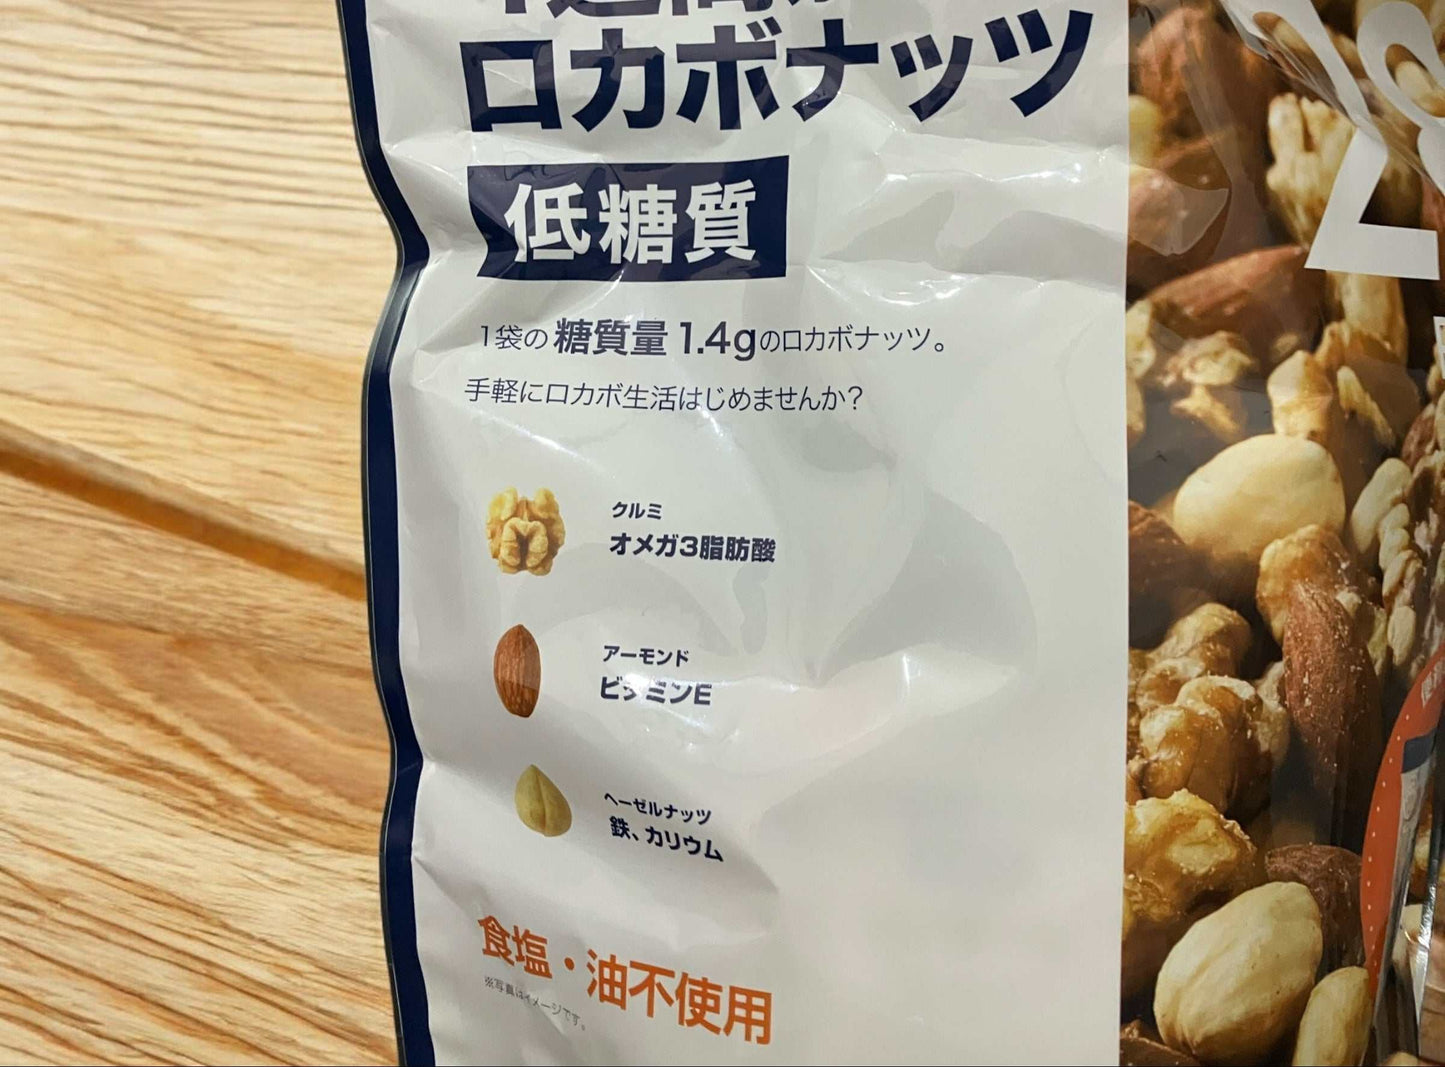 ロカボナッツ
低糖質
1袋の 糖質量 1.4gのロカボナッツ。
手軽にロカボ生活はじめませんか?
クルミ
オメガ3脂肪酸
アーモンド
ビタミンE
ヘーゼルナッツ
鉄、カリウム
食塩・油不使用
※写真はイメージです。